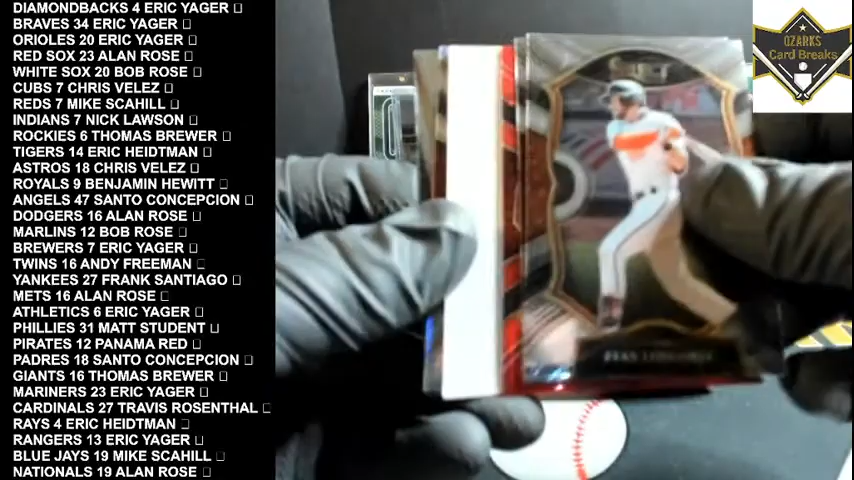 DIAMONDBACKS 4 ERIC YAGER □
BRAVES 34 ERIC YAGER □
ORIOLES 20 ERIC YAGER □
RED SOX 23 ALAN ROSE □
WHITE SOX 20 BOB ROSE □
CUBS 7 CHRIS VELEZ □
REDS 7 MIKE SCAHILL □
INDIANS 7 NICK LAWSON □
ROCKIES 6 THOMAS BREWER □
TIGERS 14 ERIC HEIDTMAN □
ASTROS 18 CHRIS VELEZ □
ROYALS 9 BENJAMIN HEWITT □
ANGELS 47 SANTO CONCEPCION □
DODGERS 16 ALAN ROSE □
MARLINS 12 BOB ROSE □
BREWERS 7 ERIC YAGER □
TWINS 16 ANDY FREEMAN □
YANKEES 27 FRANK SANTIAGO □
METS 16 ALAN ROSE □
ATHLETICS 6 ERIC YAGER □
PHILLIES 31 MATT STUDENT □
PIRATES 12 PANAMA RED □
PADRES 18 SANTO CONCEPCION □
GIANTS 16 THOMAS BREWER □
MARINERS 23 ERIC YAGER □
CARDINALS 27 TRAVIS ROSENTHAL □
RAYS 4 ERIC HEIDTMAN □
RANGERS 13 ERIC YAGER □
BLUE JAYS 19 MIKE SCAHILL □
NATIONALS 19 ALAN ROSE □
OZARKS
Card Breaks